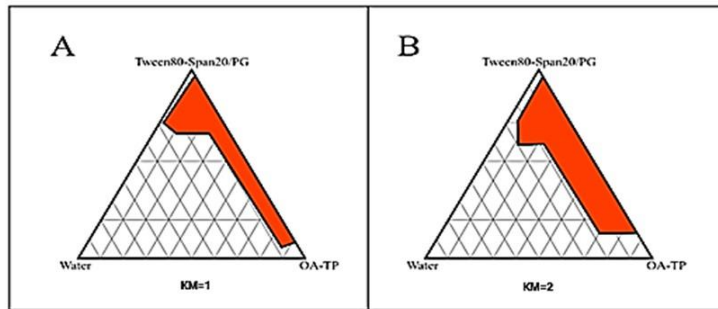 A
Tween80-Span20/PG
Water
OA-TP
KM=1
B
Tween80-Span20/PG
Water
OA-TP
KM=2